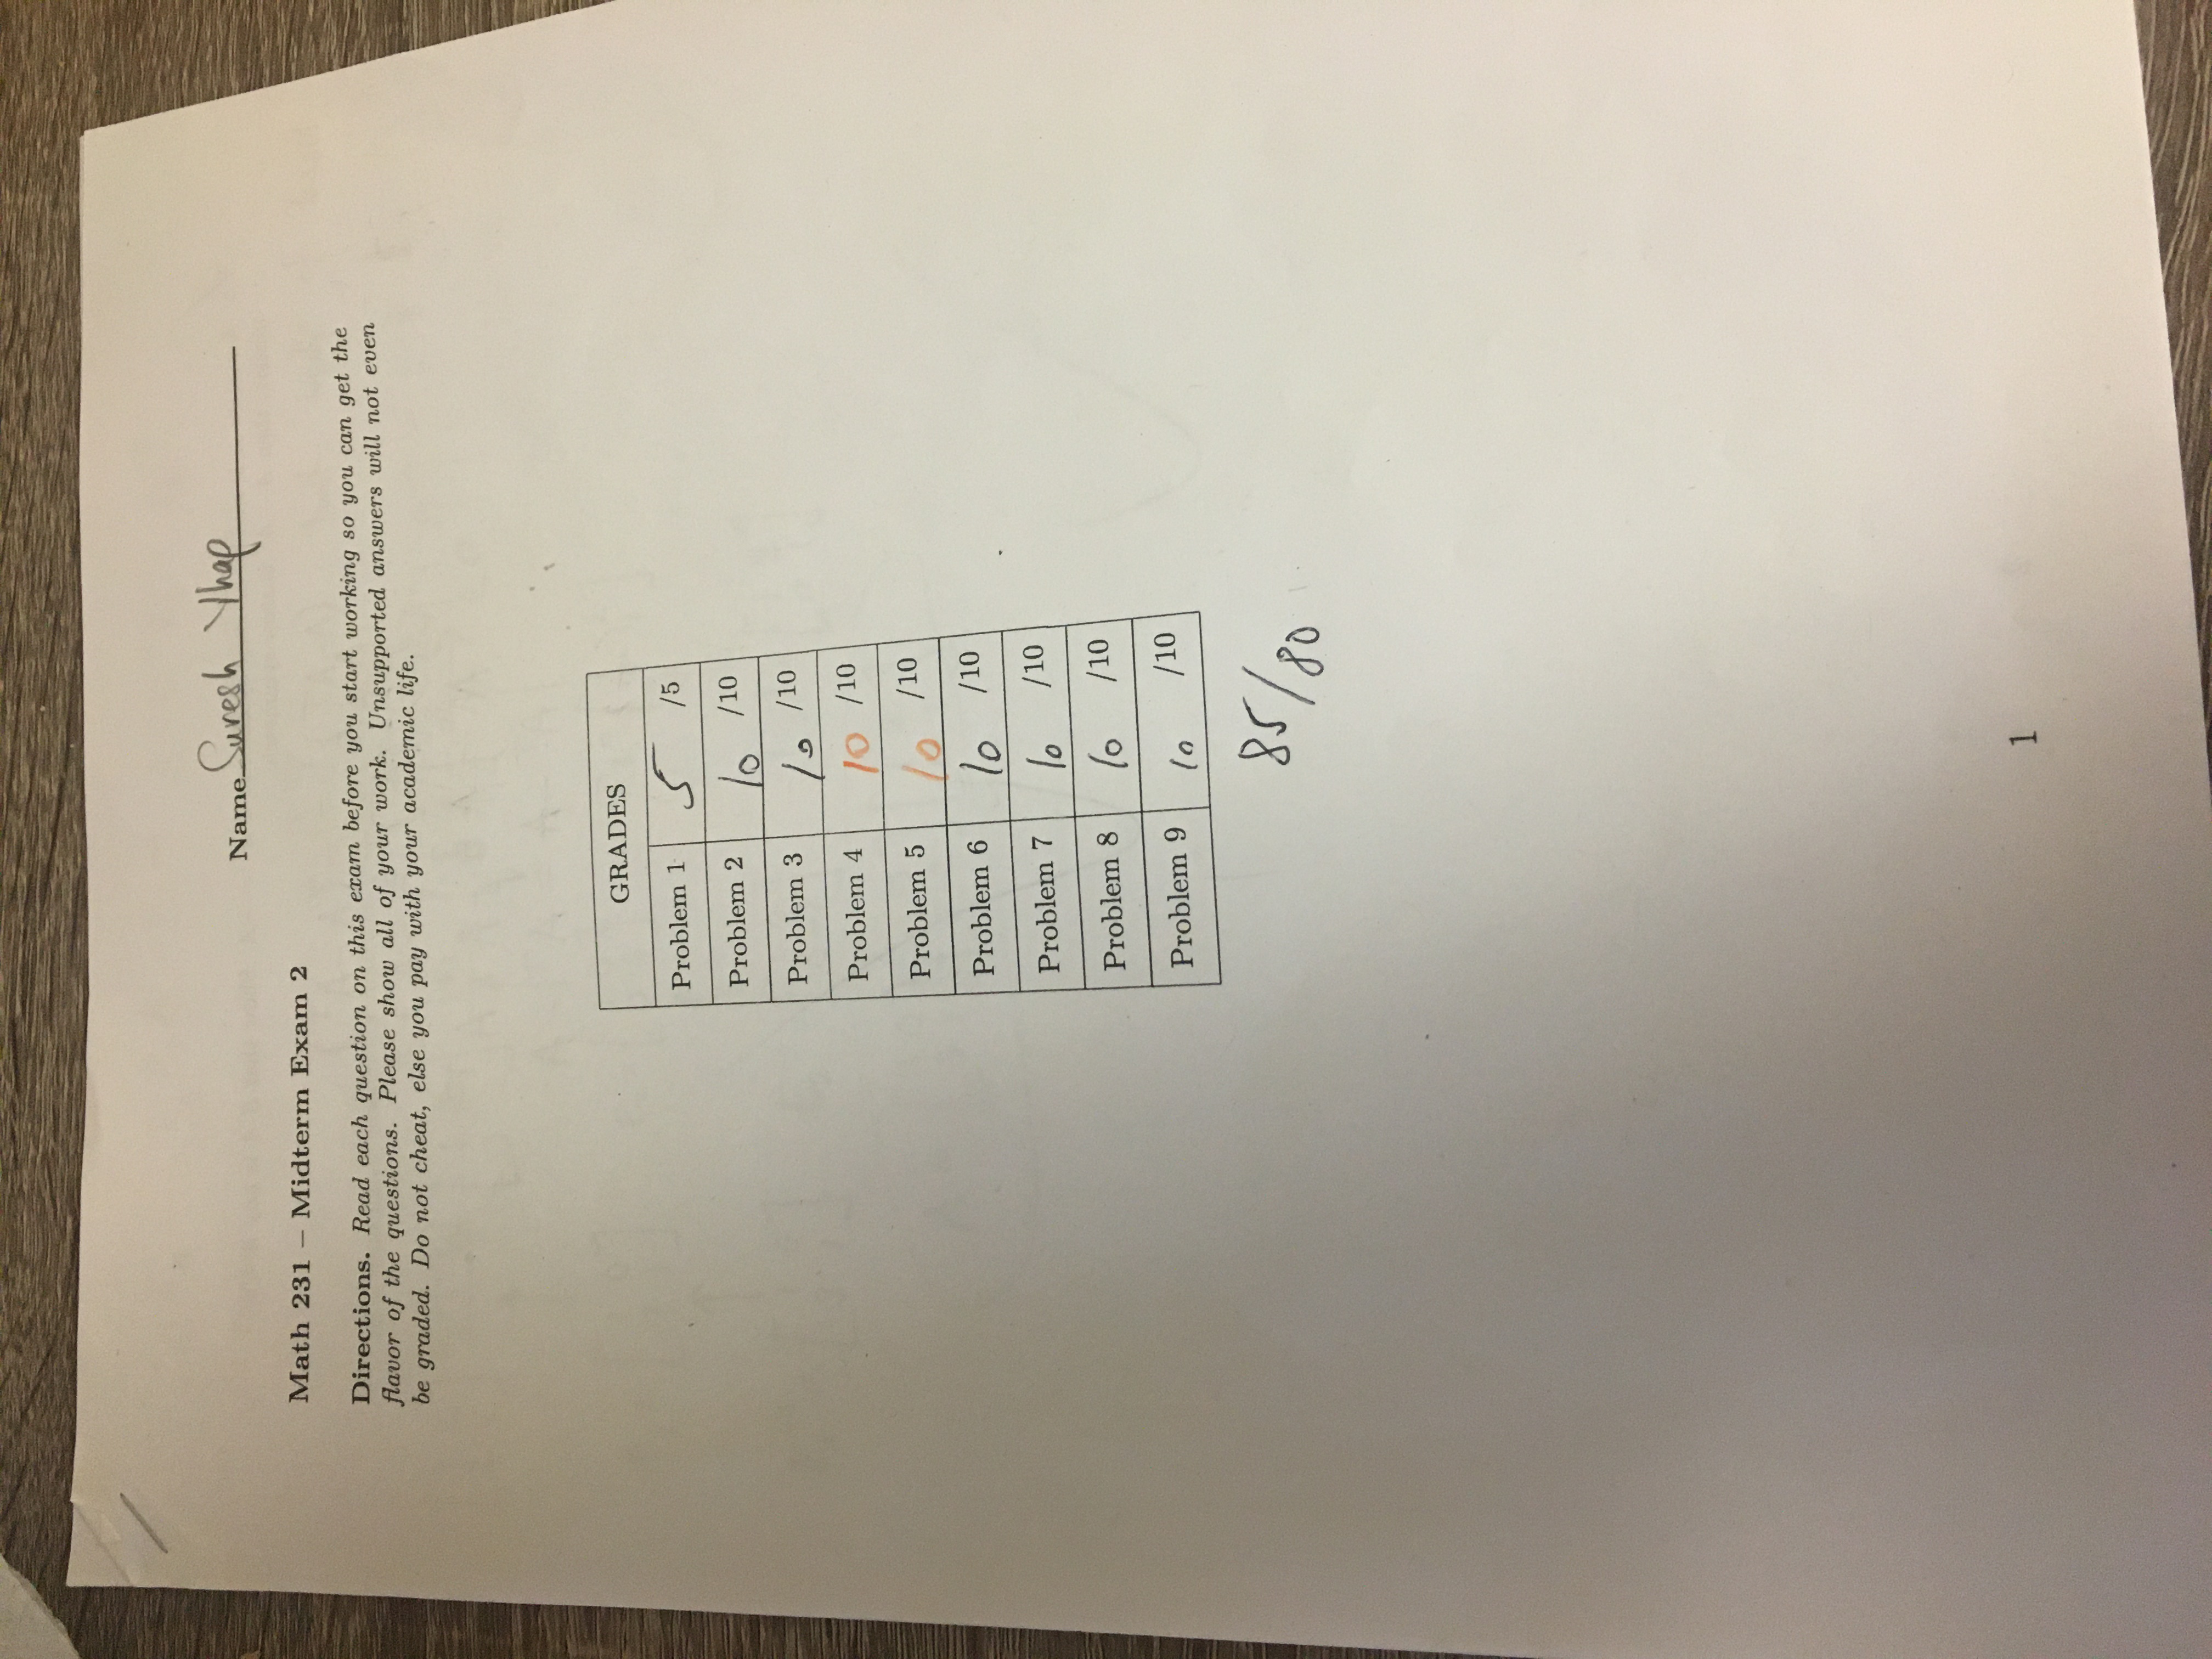 Name Suresh Yhap
Math 231 – Midterm Exam 2
Directions. Read each question on this exam before you start working so you can get the
flavor of the questions. Please show all of your work. Unsupported answers will not even
be graded. Do not cheat, else you pay with your academic life.
GRADES
Problem 1 5 /5
Problem 2 10 /10
Problem 3 10 /10
Problem 4 10 /10
Problem 5 10 /10
Problem 6 10 /10
Problem 7 10 /10
Problem 8 10 /10
Problem 9 10 /10
85/80
1